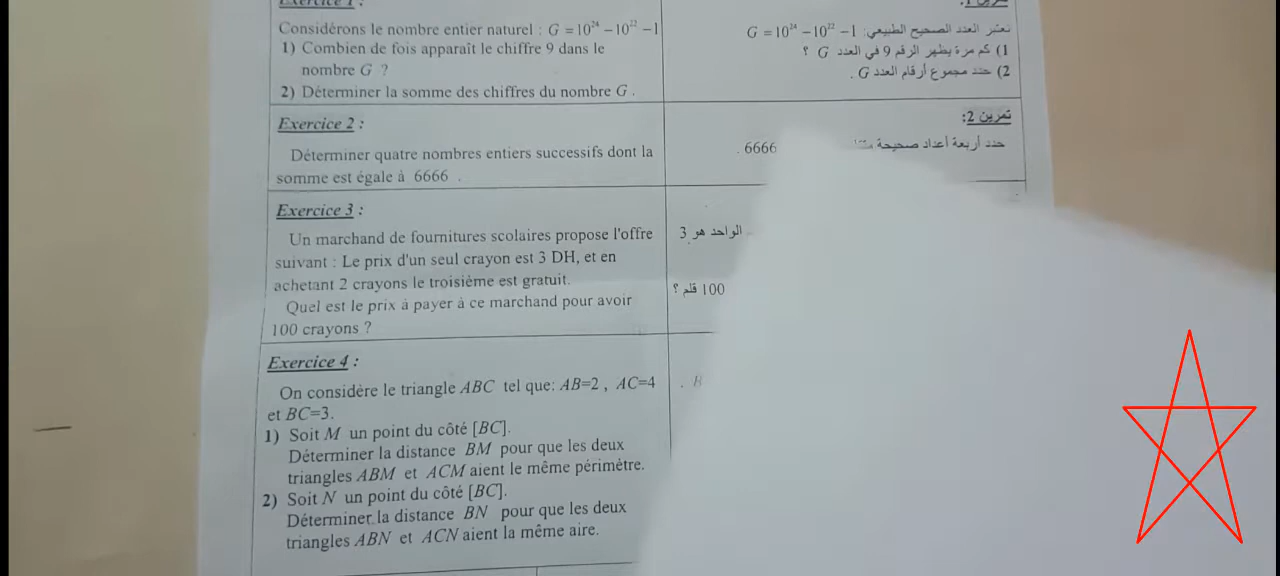 Exercice 1 :
Considérons le nombre entier naturel : G = 10²⁴ – 10²² – 1
1) Combien de fois apparaît le chiffre 9 dans le
nombre G ?
2) Déterminer la somme des chiffres du nombre G .
Exercice 2 :
Déterminer quatre nombres entiers successifs dont la
somme est égale à 6666 .
Exercice 3 :
Un marchand de fournitures scolaires propose l'offre
suivant : Le prix d'un seul crayon est 3 DH, et en
achetant 2 crayons le troisième est gratuit.
Quel est le prix à payer à ce marchand pour avoir
100 crayons ?
Exercice 4 :
On considère le triangle ABC tel que: AB=2 , AC=4
et BC=3.
1) Soit M un point du côté [BC].
Déterminer la distance BM pour que les deux
triangles ABM et ACM aient le même périmètre.
2) Soit N un point du côté [BC].
Déterminer la distance BN pour que les deux
triangles ABN et ACN aient la même aire.
تمرين 1:
نعتبر العدد الصحيح الطبيعي: G = 10²⁴ – 10²² – 1
1) كم مرة يظهر الرقم 9 في العدد G ؟
2) حدد مجموع أرقام العدد G .
تمرين 2:
حدد أربعة أعداد صحيحة
6666 .
الواحد هو 3
100 قلم ؟
. B